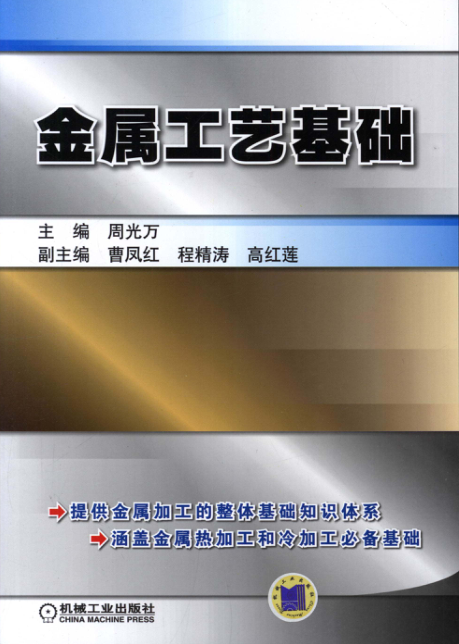 金属工艺基础
主 编 周光万
副主编 曹凤红 程精涛 高红莲
提供金属加工的整体基础知识体系
涵盖金属热加工和冷加工必备基础
机械工业出版社
CHINA MACHINE PRESS